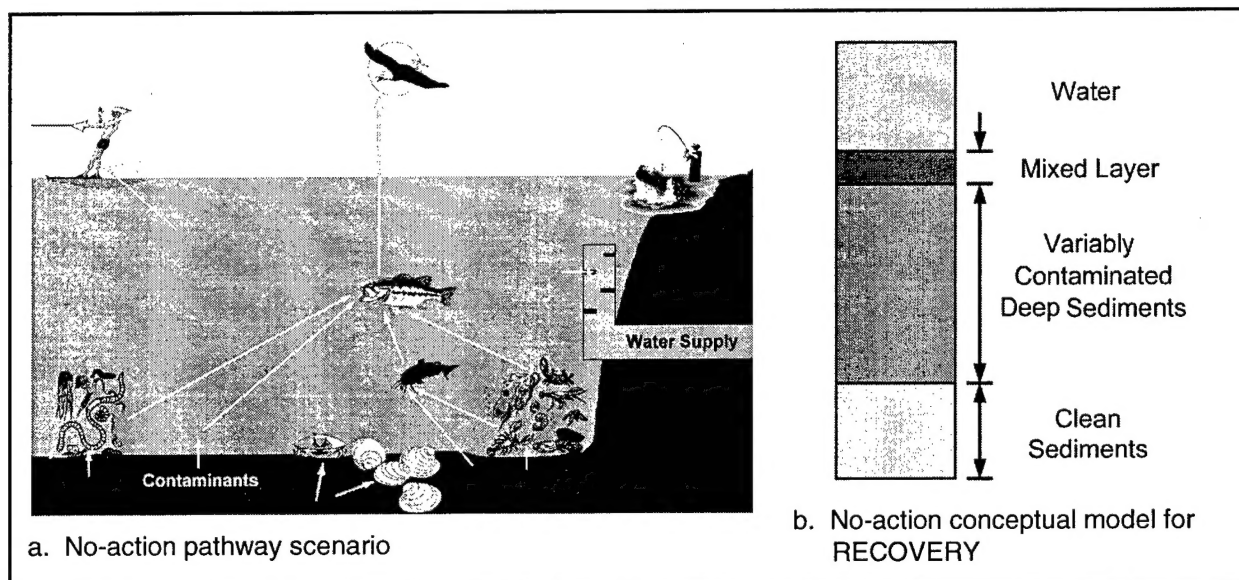 Water Supply
Contaminants
a. No-action pathway scenario
Water
Mixed Layer
Variably
Contaminated
Deep Sediments
Clean
Sediments
b. No-action conceptual model for
RECOVERY